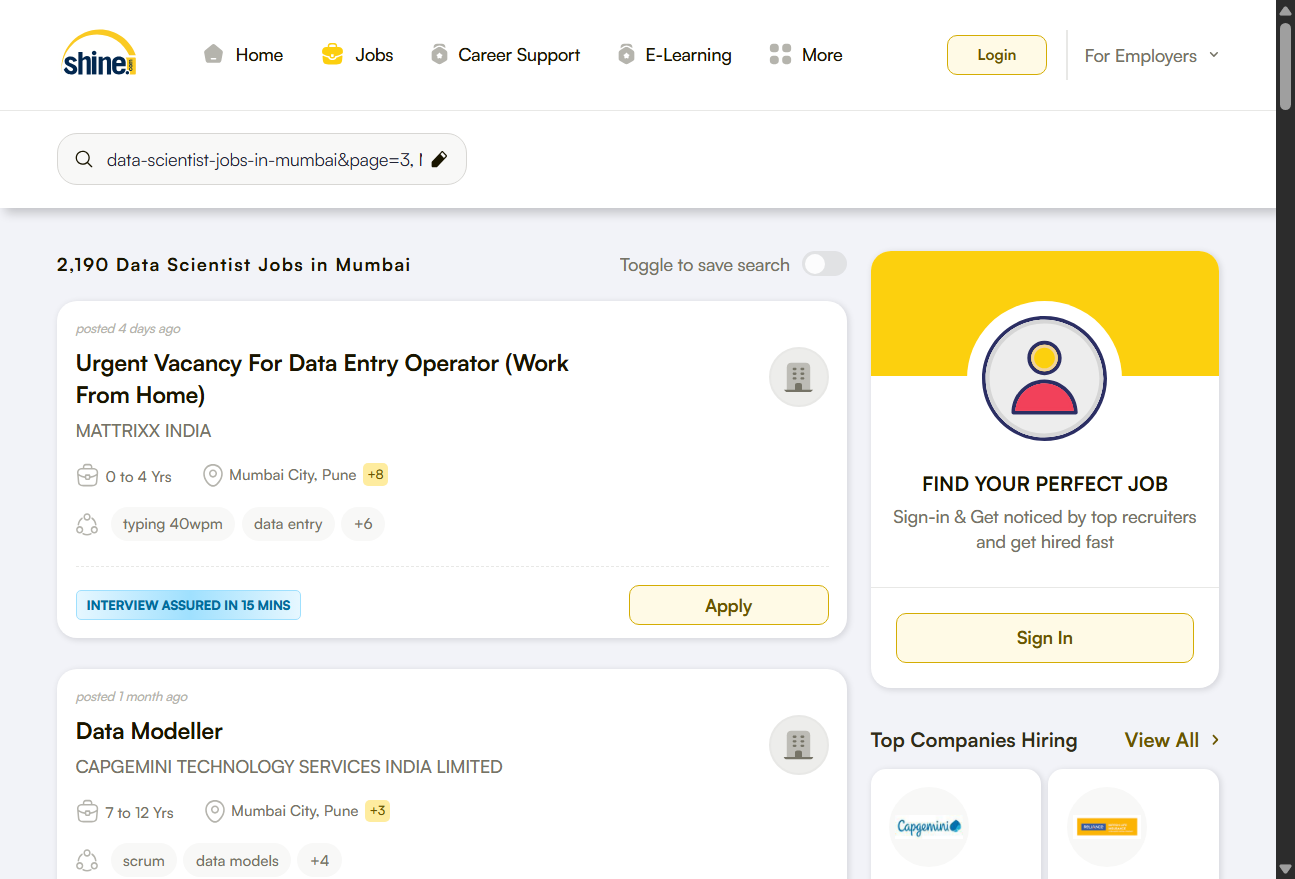 shine.com
Home
Jobs
Career Support
E-Learning
More
Login
For Employers
data-scientist-jobs-in-mumbai&page=3,
2,190 Data Scientist Jobs in Mumbai
Toggle to save search
posted 4 days ago
Urgent Vacancy For Data Entry Operator (Work
From Home)
MATTRIXX INDIA
0 to 4 Yrs
Mumbai City, Pune +8
typing 40wpm
data entry
+6
INTERVIEW ASSURED IN 15 MINS
Apply
posted 1 month ago
Data Modeller
CAPGEMINI TECHNOLOGY SERVICES INDIA LIMITED
7 to 12 Yrs
Mumbai City, Pune +3
scrum
data models
+4
FIND YOUR PERFECT JOB
Sign-in & Get noticed by top recruiters
and get hired fast
Sign In
Top Companies Hiring
View All
Capgemini
RELIANCE